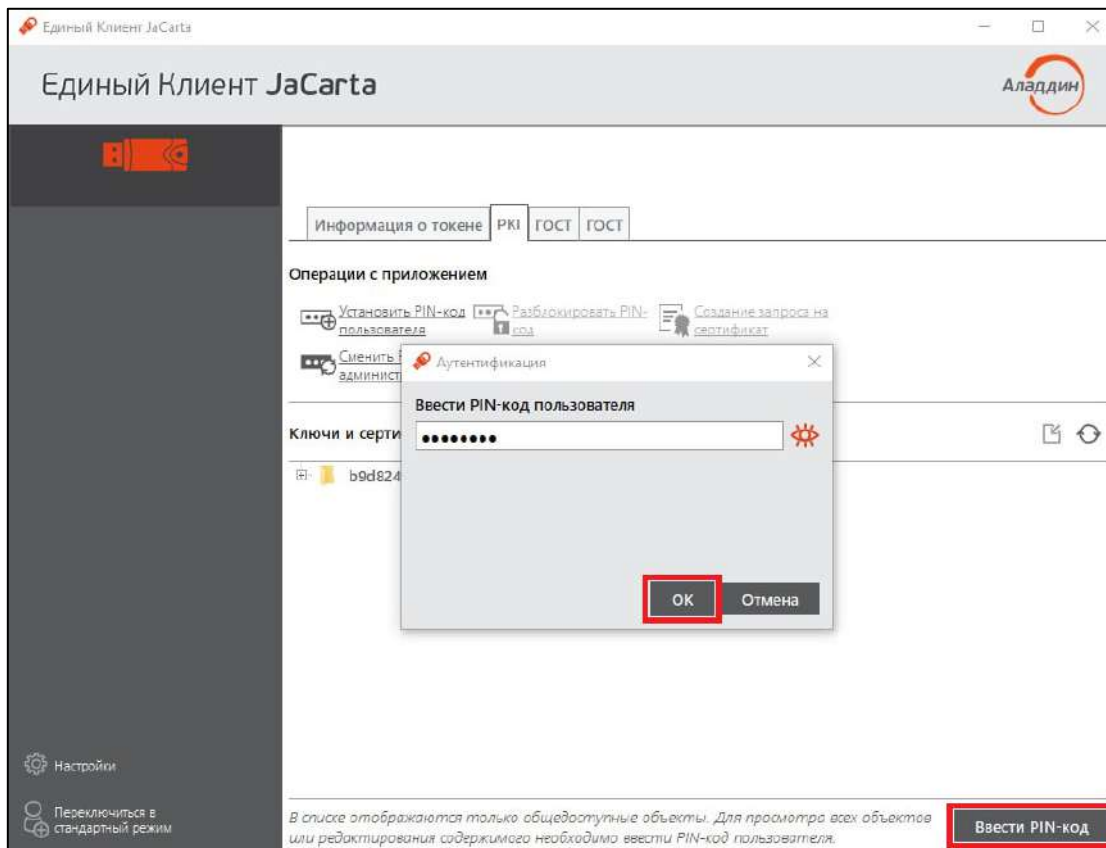 Единый Клиент JaCarta
Единый Клиент JaCarta
Аладдин
Информация о токене PKI ГОСТ ГОСТ
Операции с приложением
Установить PIN-код пользователя
Разблокировать PIN-код
Создание запроса на сертификат
Сменить
админист
Аутентификация
Ввести PIN-код пользователя
Ключи и серти
b9d824
ОК Отмена
Настройки
Переключиться в
стандартный режим
В списке отображаются только общедоступные объекты. Для просмотра всех объектов
или редактирования содержимого необходимо ввести PIN-код пользователя.
Ввести PIN-код